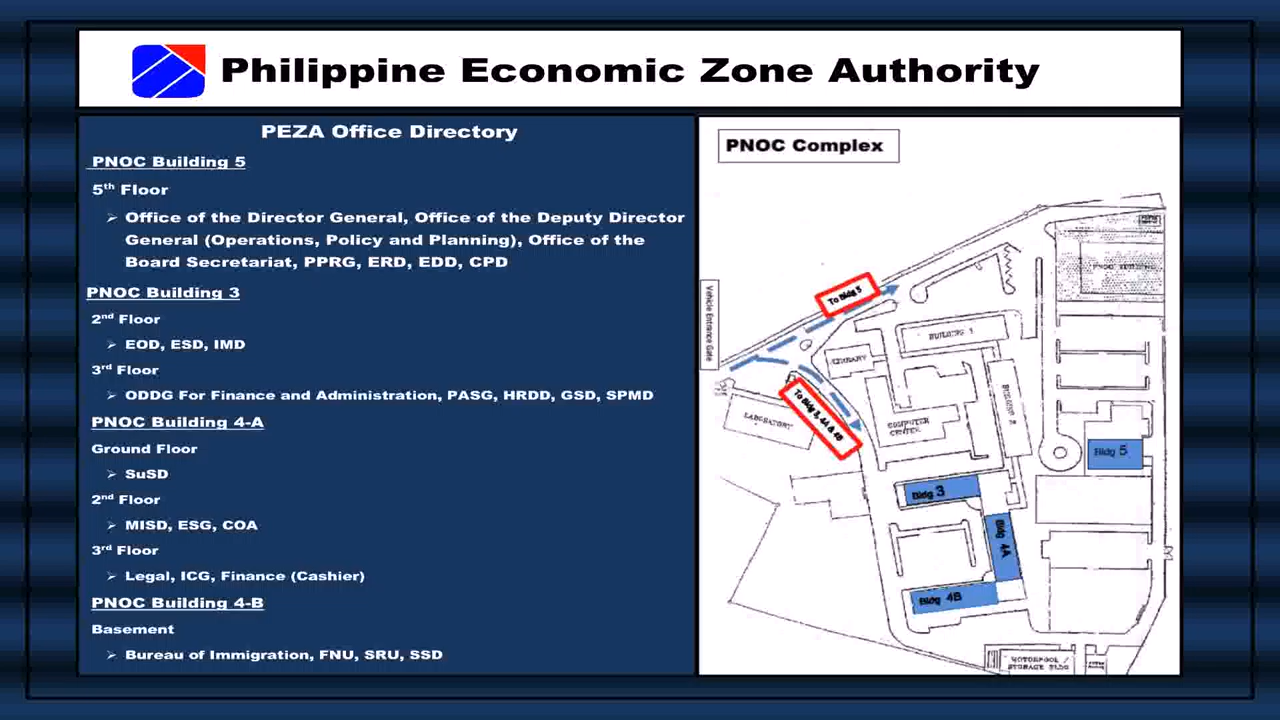 Philippine Economic Zone Authority
PEZA Office Directory
PNOC Building 5
5th Floor
➢ Office of the Director General, Office of the Deputy Director
General (Operations, Policy and Planning), Office of the
Board Secretariat, PPRG, ERD, EDD, CPD
PNOC Building 3
2nd Floor
➢ EOD, ESD, IMD
3rd Floor
➢ ODDG For Finance and Administration, PASG, HRDD, GSD, SPMD
PNOC Building 4-A
Ground Floor
➢ SuSD
2nd Floor
➢ MISD, ESG, COA
3rd Floor
➢ Legal, ICG, Finance (Cashier)
PNOC Building 4-B
Basement
➢ Bureau of Immigration, FNU, SRU, SSD
PNOC Complex
Vehicle Entrance Gate
To Bldg 5
To Bldg 3, 4A & 4B
LIBRARY
LABORATORY
COMPUTER
CENTER
BUILDING
BUILDING
PNOC BUILDING
Bldg 5
Bldg 3
Bldg 4A
Bldg 4B
MOTORPOOL /
STORAGE BLDG